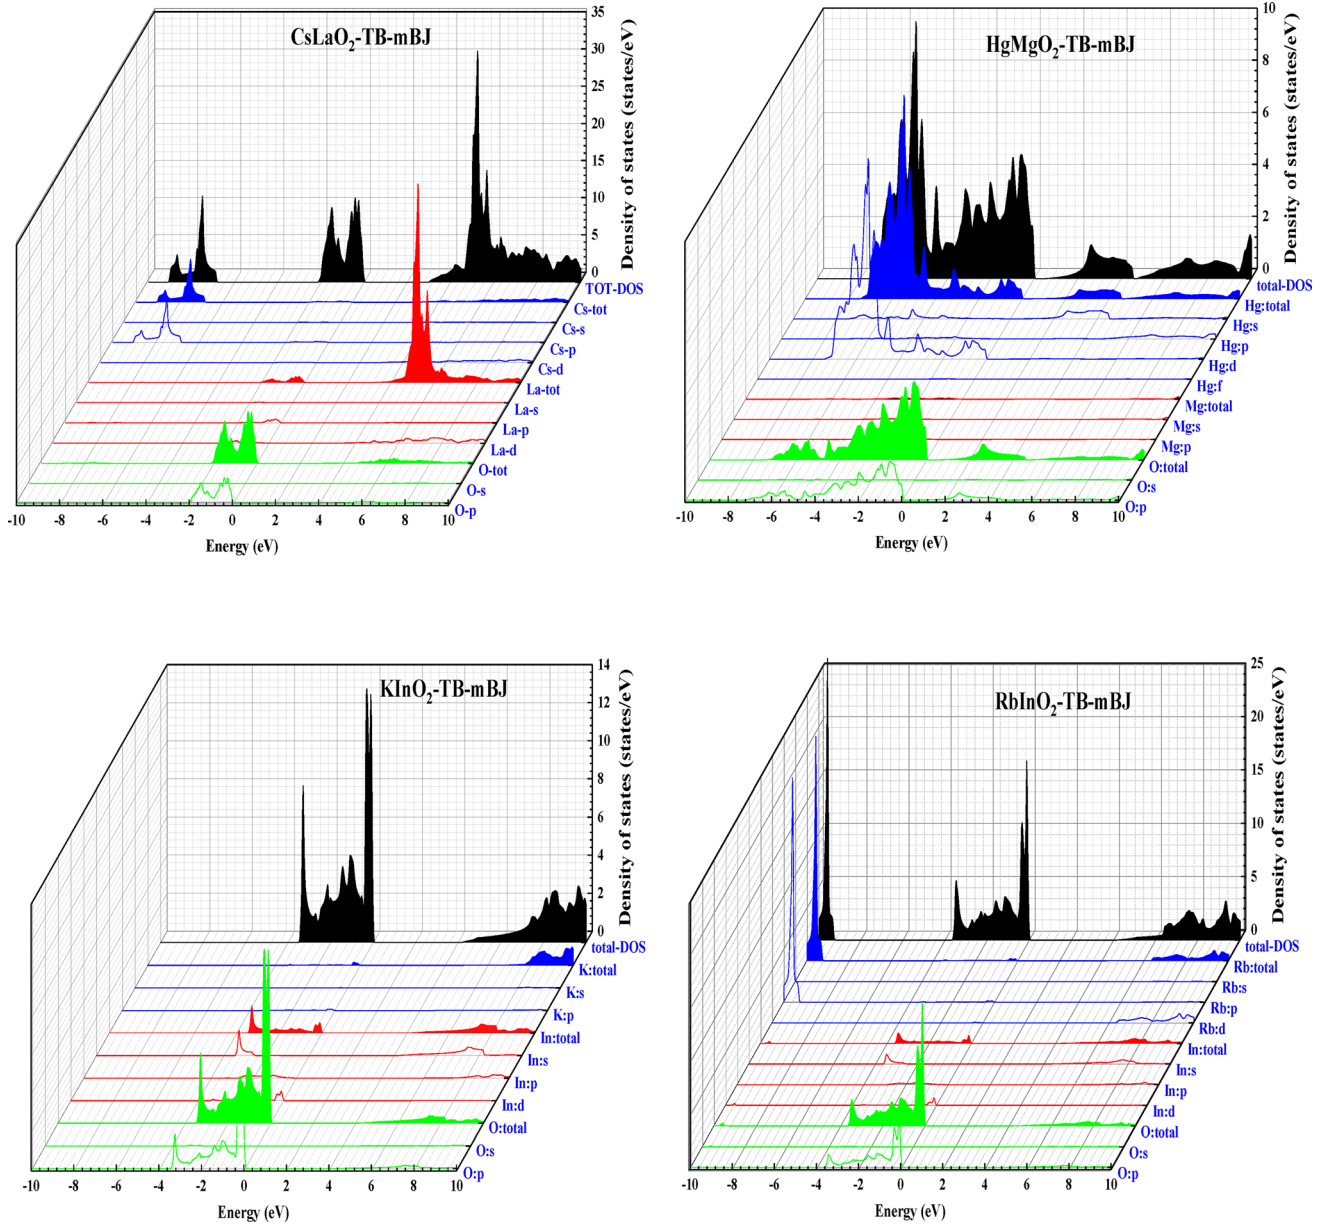 CsLaO2-TB-mBJ
35
30
25
20
15
10
5
0
Density of states (states/eV)
TOT-DOS
Cs-tot
Cs-s
Cs-p
Cs-d
La-tot
La-s
La-p
La-d
O-tot
O-s
O-p
-10 -8 -6 -4 -2 0 2 4 6 8 10
Energy (eV)
HgMgO2-TB-mBJ
10
8
6
4
2
0
Density of states (states/eV)
total-DOS
Hg:total
Hg:s
Hg:p
Hg:d
Hg:f
Mg:total
Mg:s
Mg:p
O:total
O:s
O:p
-10 -8 -6 -4 -2 0 2 4 6 8 10
Energy (eV)
KInO2-TB-mBJ
14
12
10
8
6
4
2
0
Density of states (states/eV)
total-DOS
K:total
K:s
K:p
In:total
In:s
In:p
In:d
O:total
O:s
O:p
-10 -8 -6 -4 -2 0 2 4 6 8 10
Energy (eV)
RbInO2-TB-mBJ
25
20
15
10
5
0
Density of states (states/eV)
total-DOS
Rb:total
Rb:s
Rb:p
Rb:d
In:total
In:s
In:p
In:d
O:total
O:s
O:p
-10 -8 -6 -4 -2 0 2 4 6 8 10
Energy (eV)